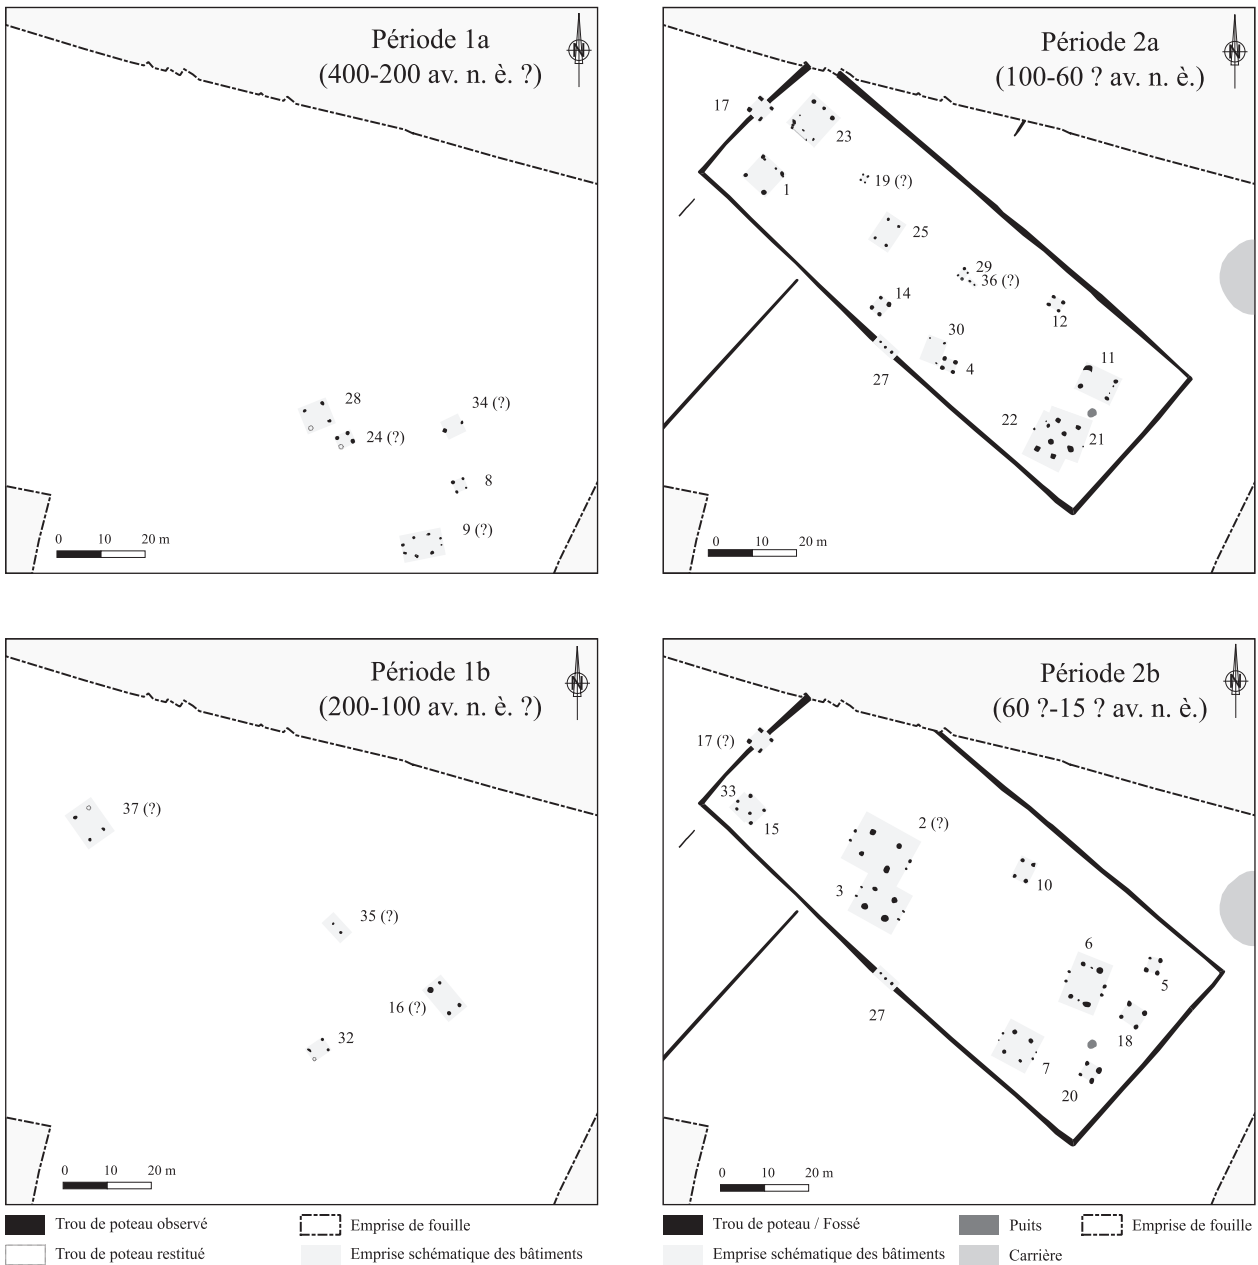 Période 1a
(400-200 av. n. è. ?)
N
28
34 (?)
24 (?)
8
9 (?)
0 10 20 m
Période 2a
(100-60 ? av. n. è.)
N
17
23
19 (?)
1
25
29
36 (?)
14
12
30
4
27
11
22
21
0 10 20 m
Période 1b
(200-100 av. n. è. ?)
N
37 (?)
35 (?)
16 (?)
32
0 10 20 m
Période 2b
(60 ?-15 ? av. n. è.)
N
17 (?)
33
15
2 (?)
3
10
6
5
27
18
7
20
0 10 20 m
Trou de poteau observé
Emprise de fouille
Trou de poteau restitué
Emprise schématique des bâtiments
Trou de poteau / Fossé
Puits
Emprise de fouille
Emprise schématique des bâtiments
Carrière